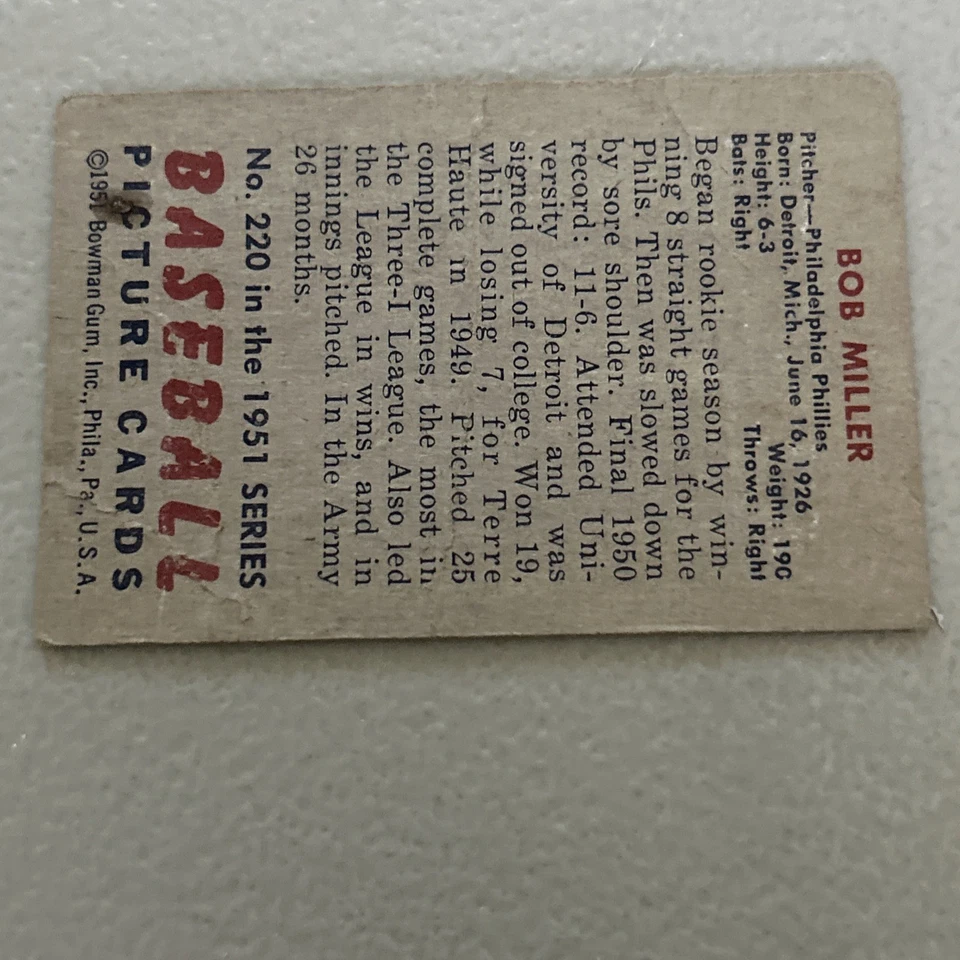 BOB MILLER
Pitcher—Philadelphia Phillies
Born: Detroit, Mich., June 16, 1926
Height: 6-3 Weight: 190
Bats: Right Throws: Right
Began rookie season by win-
ning 8 straight games for the
Phils. Then was slowed down
by sore shoulder. Final 1950
record: 11-6. Attended Uni-
versity of Detroit and was
signed out of college. Won 19,
while losing 7, for Terre
Haute in 1949. Pitched 25
complete games, the most in
the Three-I League. Also led
the League in wins, and in
innings pitched. In the Army
26 months.
No. 220 in the 1951 SERIES
BASEBALL
PICTURE CARDS
©1951 Bowman Gum, Inc., Phila., Pa., U.S.A.